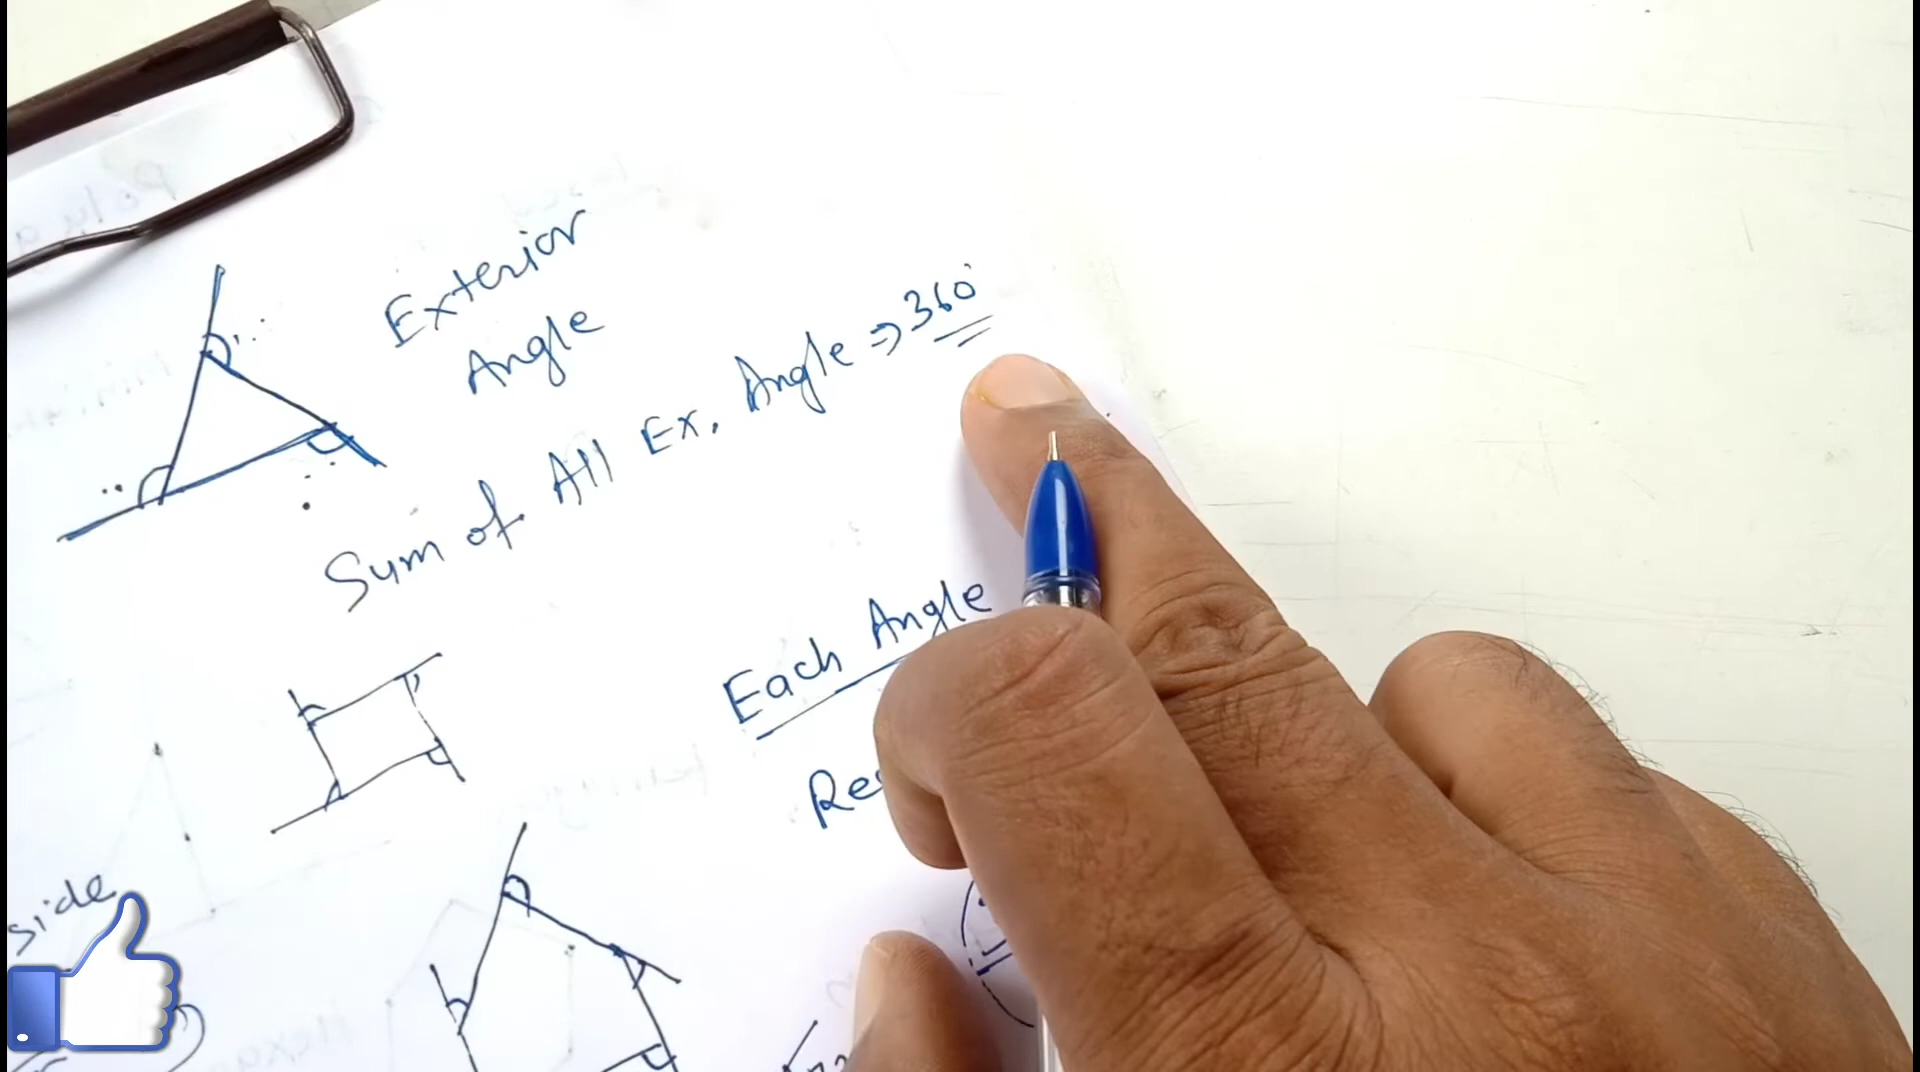 Exterior
Angle
Sum of All Ex. Angle ⇒ 360°
Each Angle
side